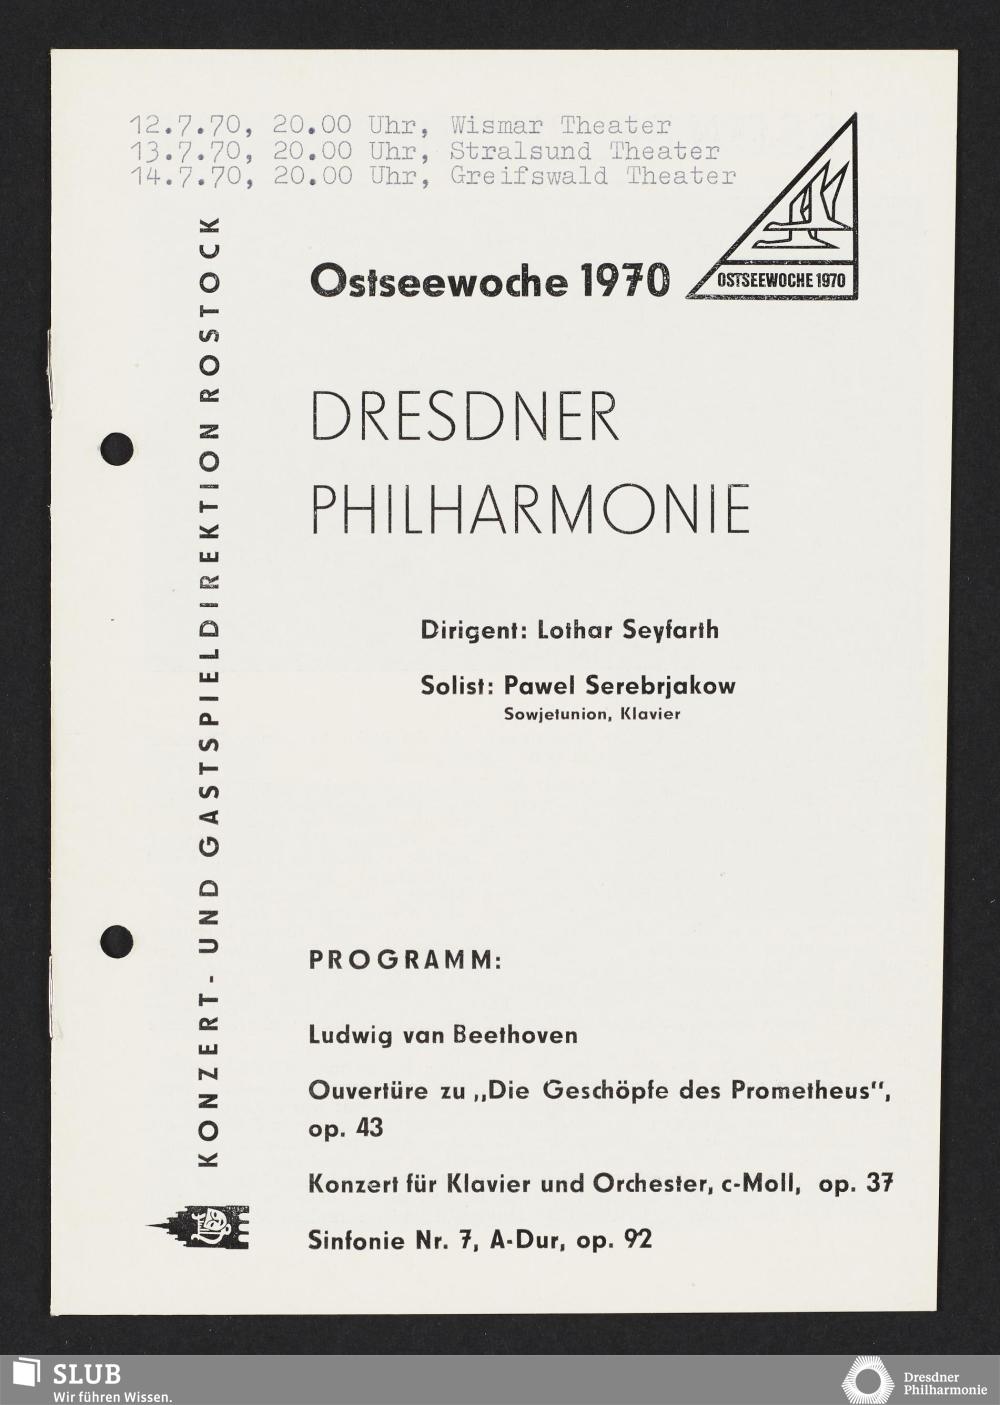 12.7.70, 20.00 Uhr, Wismar Theater
13.7.70, 20.00 Uhr, Stralsund Theater
14.7.70, 20.00 Uhr, Greifswald Theater
Ostseewoche 1970
OSTSEEWOCHE 1970
KONZERT- UND GASTSPIELDIREKTION ROSTOCK
DRESDNER
PHILHARMONIE
Dirigent: Lothar Seyfarth
Solist: Pawel Serebrjakow
Sowjetunion, Klavier
PROGRAMM:
Ludwig van Beethoven
Ouvertüre zu „Die Geschöpfe des Prometheus“,
op. 43
Konzert für Klavier und Orchester, c-Moll, op. 37
Sinfonie Nr. 7, A-Dur, op. 92
SLUB
Wir führen Wissen.
Dresdner
Philharmonie